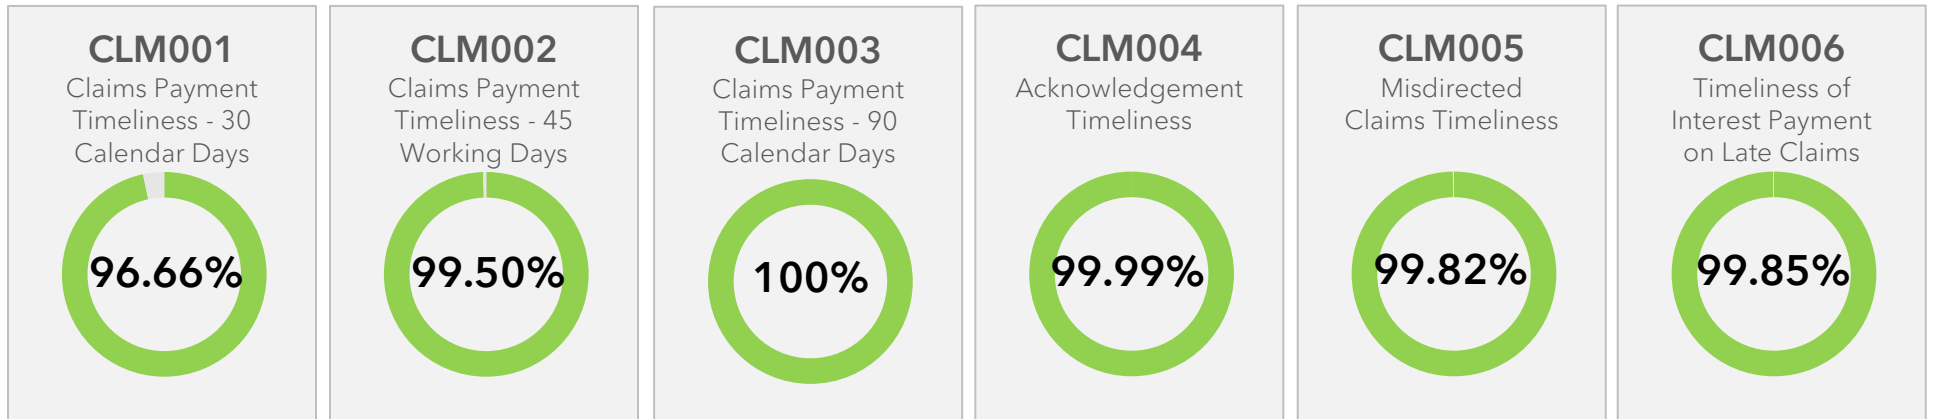 CLM001
Claims Payment
Timeliness - 30
Calendar Days
96.66%
CLM002
Claims Payment
Timeliness - 45
Working Days
99.50%
CLM003
Claims Payment
Timeliness - 90
Calendar Days
100%
CLM004
Acknowledgement
Timeliness
99.99%
CLM005
Misdirected
Claims Timeliness
99.82%
CLM006
Timeliness of
Interest Payment
on Late Claims
99.85%